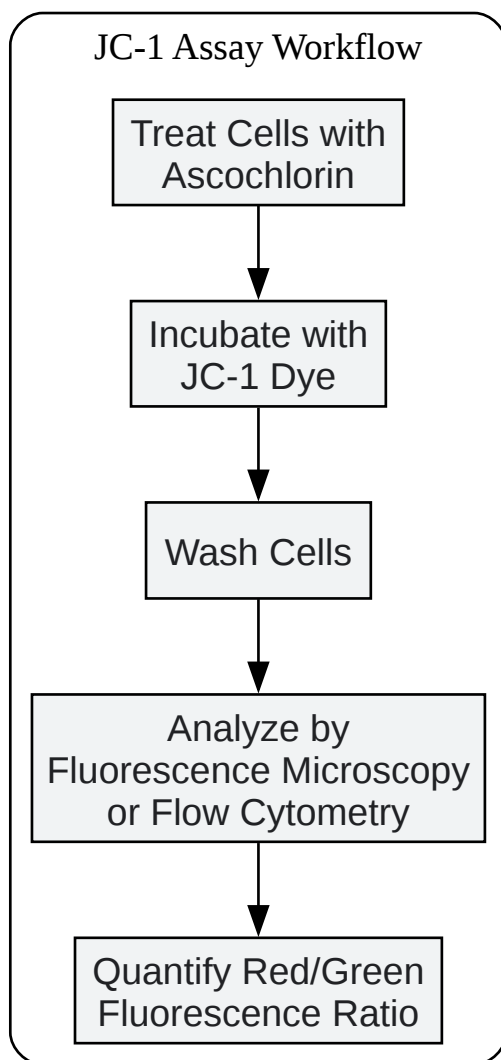 JC-1 Assay Workflow
Treat Cells with
Ascochlorin
Incubate with
JC-1 Dye
Wash Cells
Analyze by
Fluorescence Microscopy
or Flow Cytometry
Quantify Red/Green
Fluorescence Ratio